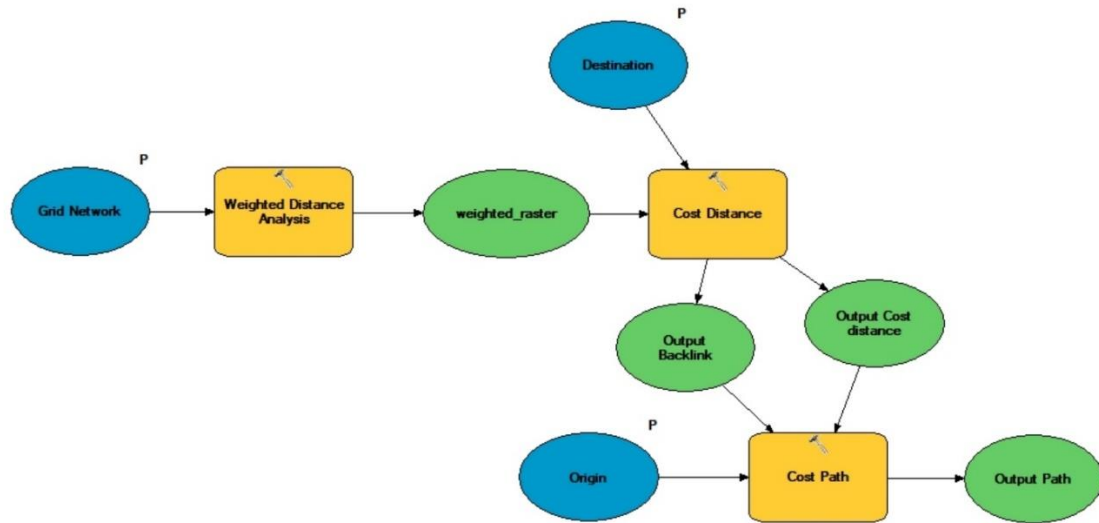 P
Destination
P
Grid Network
Weighted Distance
Analysis
weighted_raster
Cost Distance
Output
Backlink
Output Cost
distance
P
Origin
Cost Path
Output Path